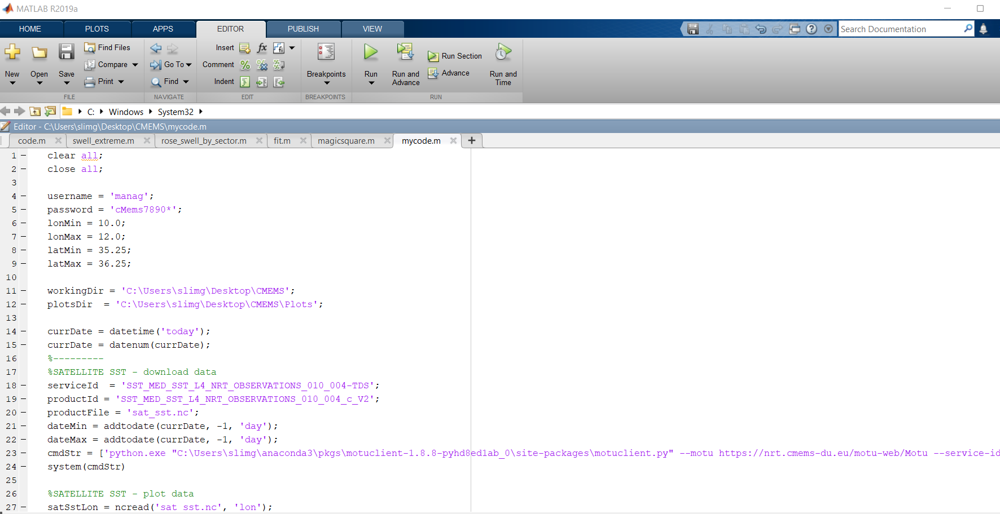 MATLAB R2019a
HOME PLOTS APPS EDITOR PUBLISH VIEW
Search Documentation
New
Open
Save
Find Files
Compare
Print
FILE
Go To
Find
NAVIGATE
Insert fx fi
Comment % % %
Indent
EDIT
Breakpoints
BREAKPOINTS
Run
Run and
Advance
Run Section
Advance
Run and
Time
RUN
C: Windows System32
Editor - C:\Users\slimg\Desktop\CMEMS\mycode.m
code.m swell_extreme.m rose_swell_by_sector.m fit.m magicsquare.m mycode.m +
1 - clear all;
2 - close all;
3
4 - username = 'manag';
5 - password = 'cMems7890*';
6 - lonMin = 10.0;
7 - lonMax = 12.0;
8 - latMin = 35.25;
9 - latMax = 36.25;
10
11 - workingDir = 'C:\Users\slimg\Desktop\CMEMS';
12 - plotsDir  = 'C:\Users\slimg\Desktop\CMEMS\Plots';
13
14 - currDate = datetime('today');
15 - currDate = datenum(currDate);
16 %---------
17 %SATELLITE SST - download data
18 - serviceId  = 'SST_MED_SST_L4_NRT_OBSERVATIONS_010_004-TDS';
19 - productId = 'SST_MED_SST_L4_NRT_OBSERVATIONS_010_004_c_V2';
20 - productFile = 'sat_sst.nc';
21 - dateMin = addtodate(currDate, -1, 'day');
22 - dateMax = addtodate(currDate, -1, 'day');
23 - cmdStr = ['python.exe "C:\Users\slimg\anaconda3\pkgs\motuclient-1.8.8-pyhd8ed1ab_0\site-packages\motuclient.py" --motu https://nrt.cmems-du.eu/motu-web/Motu --service-id
24 - system(cmdStr)
25
26 %SATELLITE SST - plot data
27 - satSstLon = ncread('sat_sst.nc', 'lon');